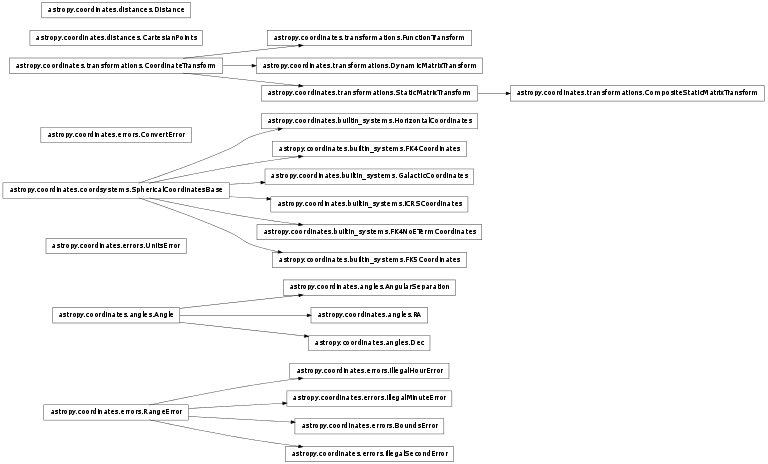 astropy.coordinates.distances.Distance
astropy.coordinates.distances.CartesianPoints
astropy.coordinates.transformations.FunctionTransform
astropy.coordinates.transformations.CoordinateTransform
astropy.coordinates.transformations.DynamicMatrixTransform
astropy.coordinates.transformations.StaticMatrixTransform
astropy.coordinates.transformations.CompositeStaticMatrixTransform
astropy.coordinates.builtin_systems.HorizontalCoordinates
astropy.coordinates.errors.ConvertError
astropy.coordinates.builtin_systems.FK4Coordinates
astropy.coordinates.builtin_systems.GalacticCoordinates
astropy.coordinates.coordsystems.SphericalCoordinatesBase
astropy.coordinates.builtin_systems.ICRSCoordinates
astropy.coordinates.builtin_systems.FK4NoETermCoordinates
astropy.coordinates.errors.UnitsError
astropy.coordinates.builtin_systems.FK5Coordinates
astropy.coordinates.angles.AngularSeparation
astropy.coordinates.angles.Angle
astropy.coordinates.angles.RA
astropy.coordinates.angles.Dec
astropy.coordinates.errors.IllegalHourError
astropy.coordinates.errors.IllegalMinuteError
astropy.coordinates.errors.RangeError
astropy.coordinates.errors.BoundsError
astropy.coordinates.errors.IllegalSecondError